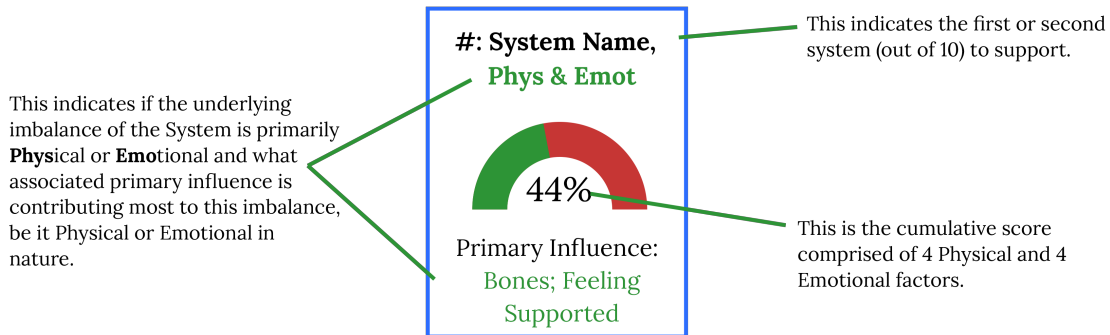 #: System Name,
Phys & Emot
44%
Primary Influence:
Bones; Feeling
Supported
This indicates if the underlying
imbalance of the System is primarily
Physical or Emotional and what
associated primary influence is
contributing most to this imbalance,
be it Physical or Emotional in
nature.
This indicates the first or second
system (out of 10) to support.
This is the cumulative score
comprised of 4 Physical and 4
Emotional factors.